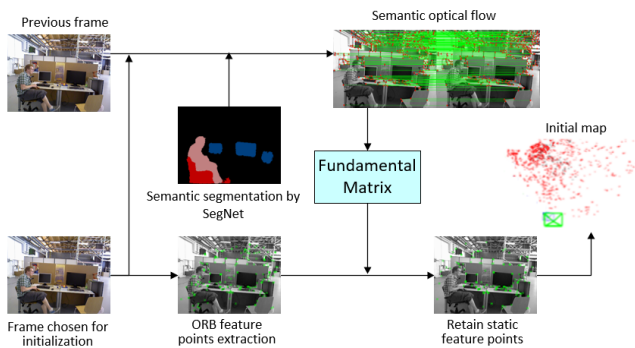 Previous frame
Semantic optical flow
Initial map
Fundamental
Matrix
Semantic segmentation by
SegNet
Frame chosen for
initialization
ORB feature
points extraction
Retain static
feature points